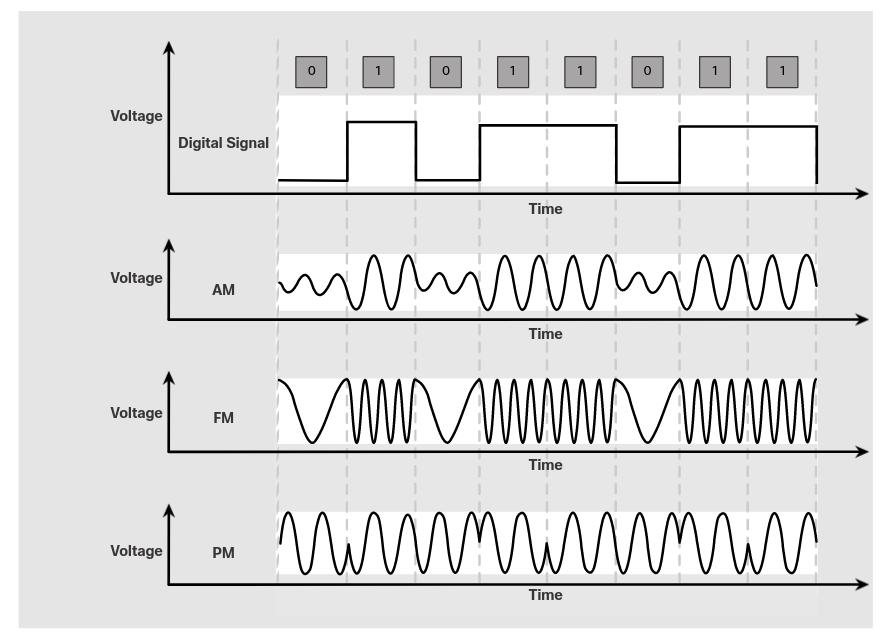 0 1 0 1 1 0 1 1
Voltage
Digital Signal
Time
Voltage
AM
Time
Voltage
FM
Time
Voltage
PM
Time